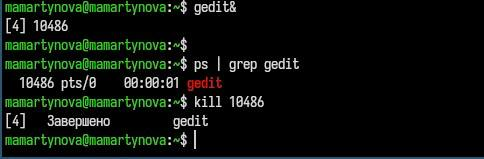 mamartynova@mamartynova:~$ gedit&
[4] 10486
mamartynova@mamartynova:~$
mamartynova@mamartynova:~$ ps | grep gedit
  10486 pts/0    00:00:01 gedit
mamartynova@mamartynova:~$ kill 10486
[4]   Завершено        gedit
mamartynova@mamartynova:~$